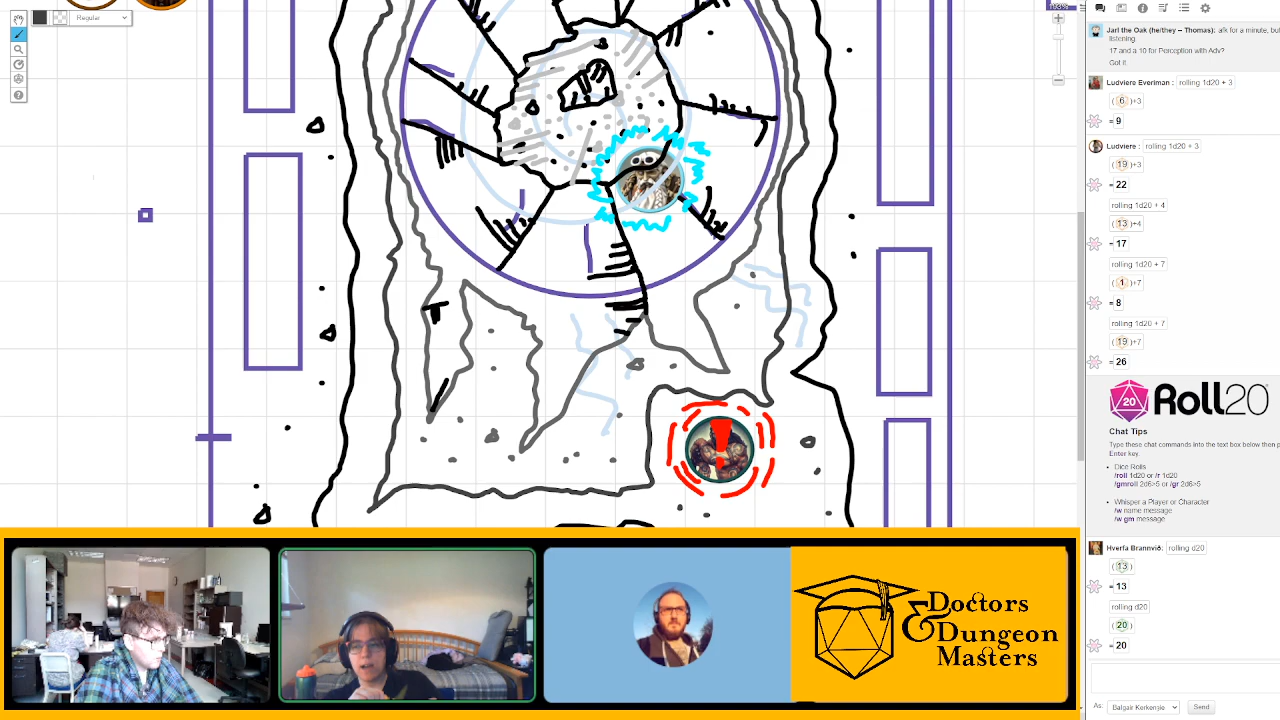 Regular
Jarl the Oak (he/they – Thomas): afk for a minute, but
listening
17 and a 10 for Perception with Adv?
Got it
Ludviere Everiman : rolling 1d20 + 3
(6)+3
= 9
Ludviere : rolling 1d20 + 3
(19)+3
= 22
rolling 1d20 + 4
(13)+4
= 17
rolling 1d20 + 7
(1)+7
= 8
rolling 1d20 + 7
(19)+7
= 26
20 Roll20
Chat Tips
Type these chat commands into the text box below then p
Enter key.
• Dice Rolls
/roll 1d20 or /r 1d20
/gmroll 2d6>5 or /gr 2d6>5
• Whisper a Player or Character
/w name message
/w gm message
Hverfa Brannvið: rolling d20
(13)
= 13
rolling d20
(20)
= 20
As: Balgair Kerkensie Send
Doctors
& Dungeon
Masters